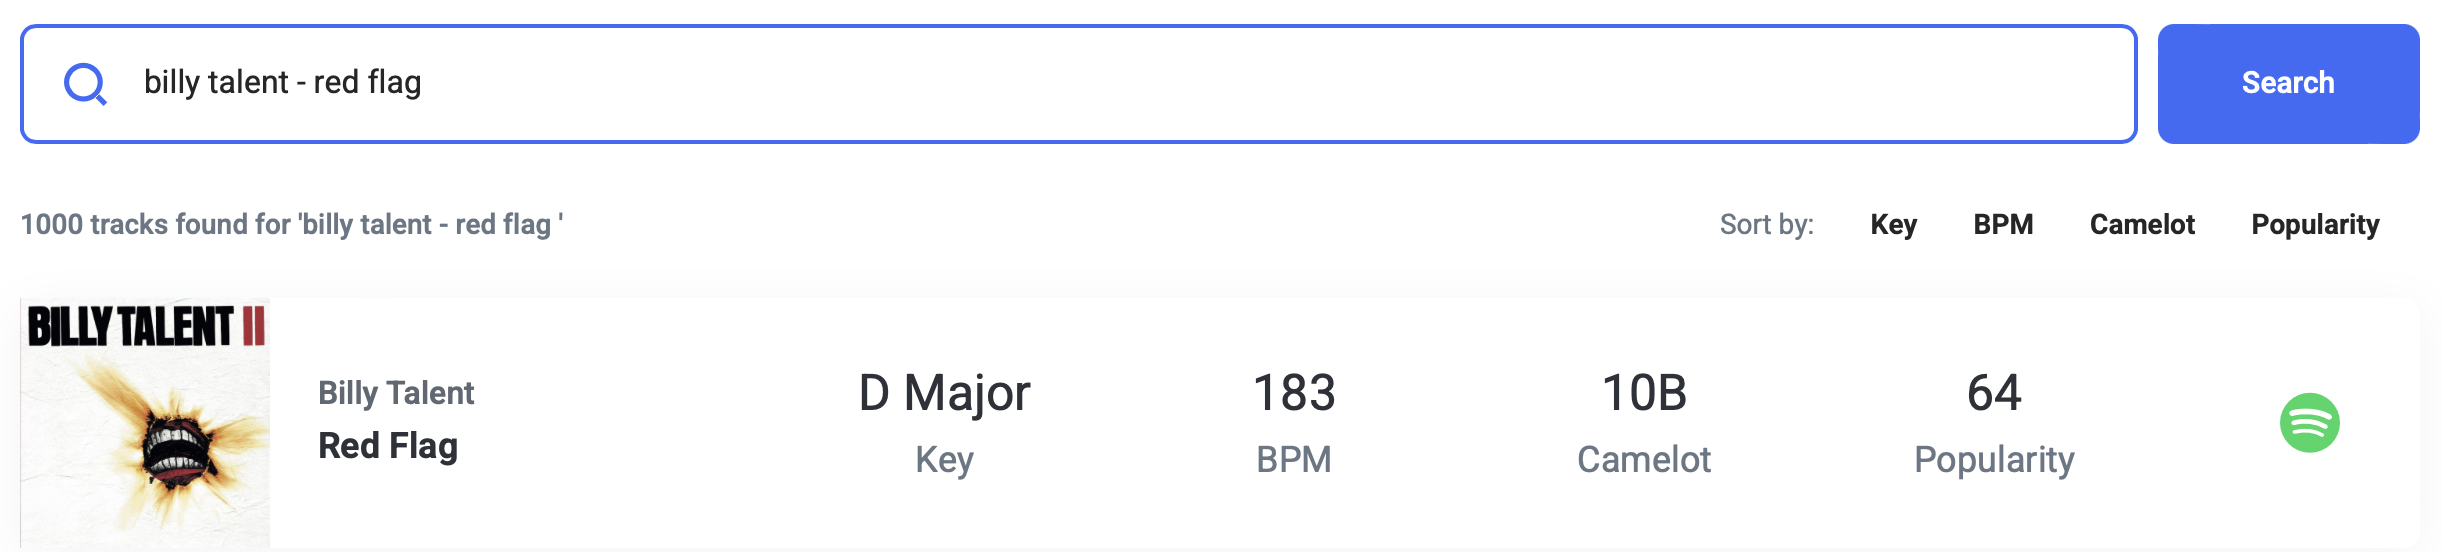 billy talent - red flag
Search
1000 tracks found for 'billy talent - red flag '
Sort by: Key BPM Camelot Popularity
BILLY TALENT II
Billy Talent
Red Flag
D Major
Key
183
BPM
10B
Camelot
64
Popularity